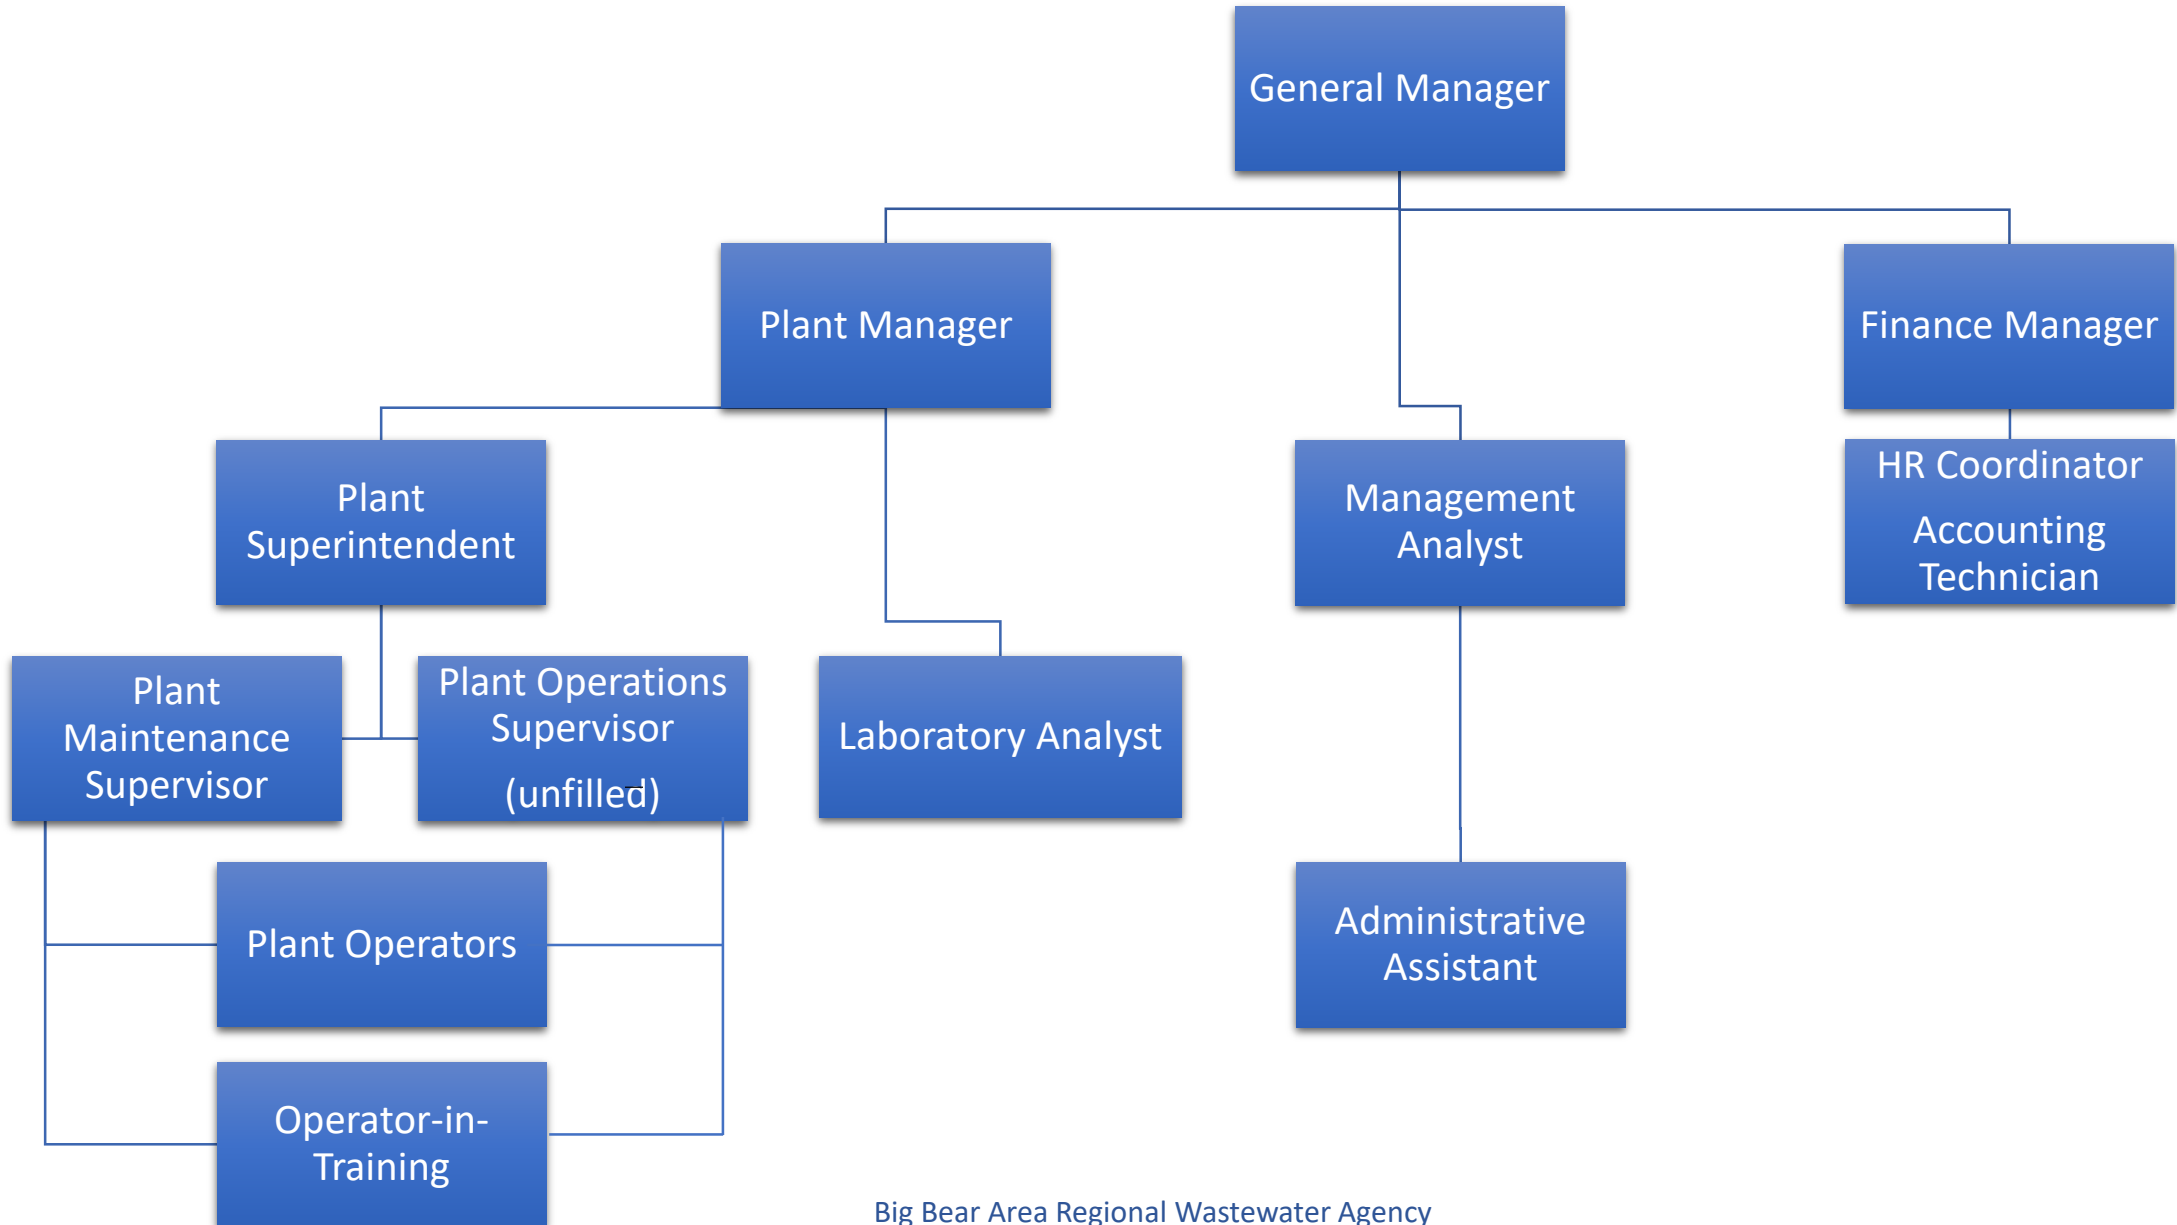 General Manager
Plant Manager
Finance Manager
Plant
Superintendent
Management
Analyst
HR Coordinator
Accounting
Technician
Plant
Maintenance
Supervisor
Plant Operations
Supervisor
(unfilled)
Laboratory Analyst
Plant Operators
Administrative
Assistant
Operator-in-
Training
Big Bear Area Regional Wastewater Agency